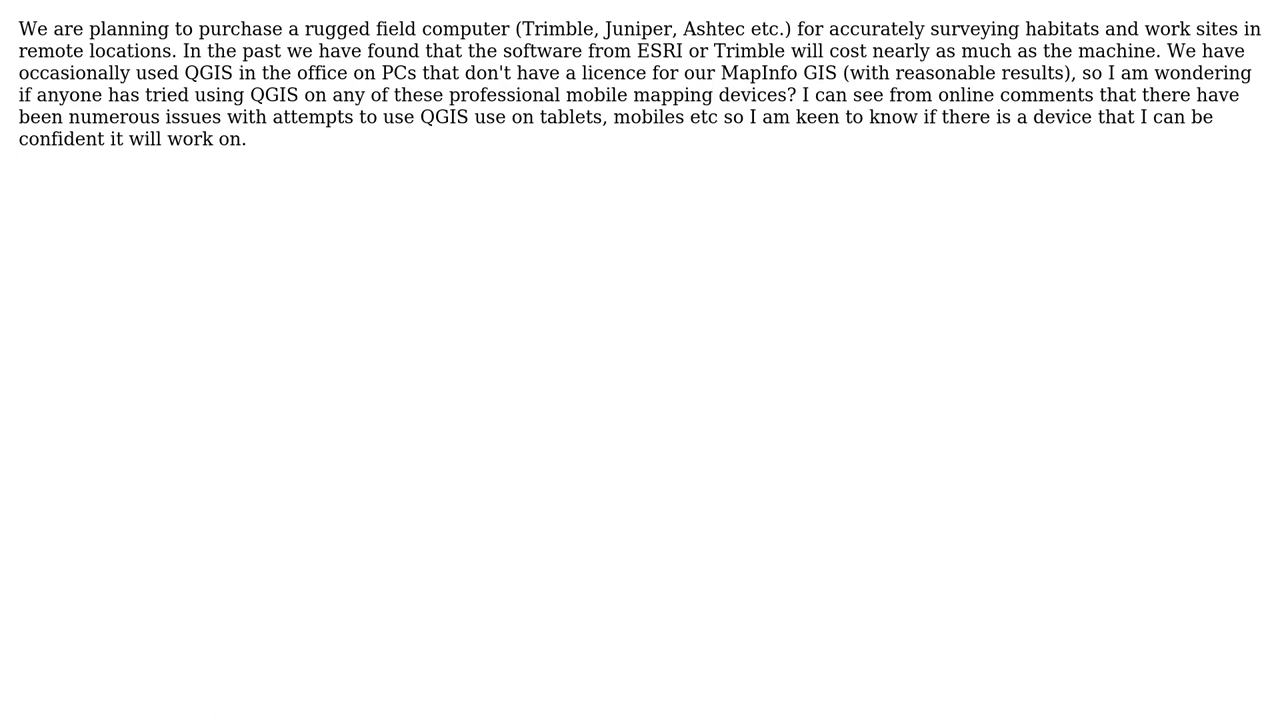 We are planning to purchase a rugged field computer (Trimble, Juniper, Ashtec etc.) for accurately surveying habitats and work sites in
remote locations. In the past we have found that the software from ESRI or Trimble will cost nearly as much as the machine. We have
occasionally used QGIS in the office on PCs that don't have a licence for our MapInfo GIS (with reasonable results), so I am wondering
if anyone has tried using QGIS on any of these professional mobile mapping devices? I can see from online comments that there have
been numerous issues with attempts to use QGIS use on tablets, mobiles etc so I am keen to know if there is a device that I can be
confident it will work on.